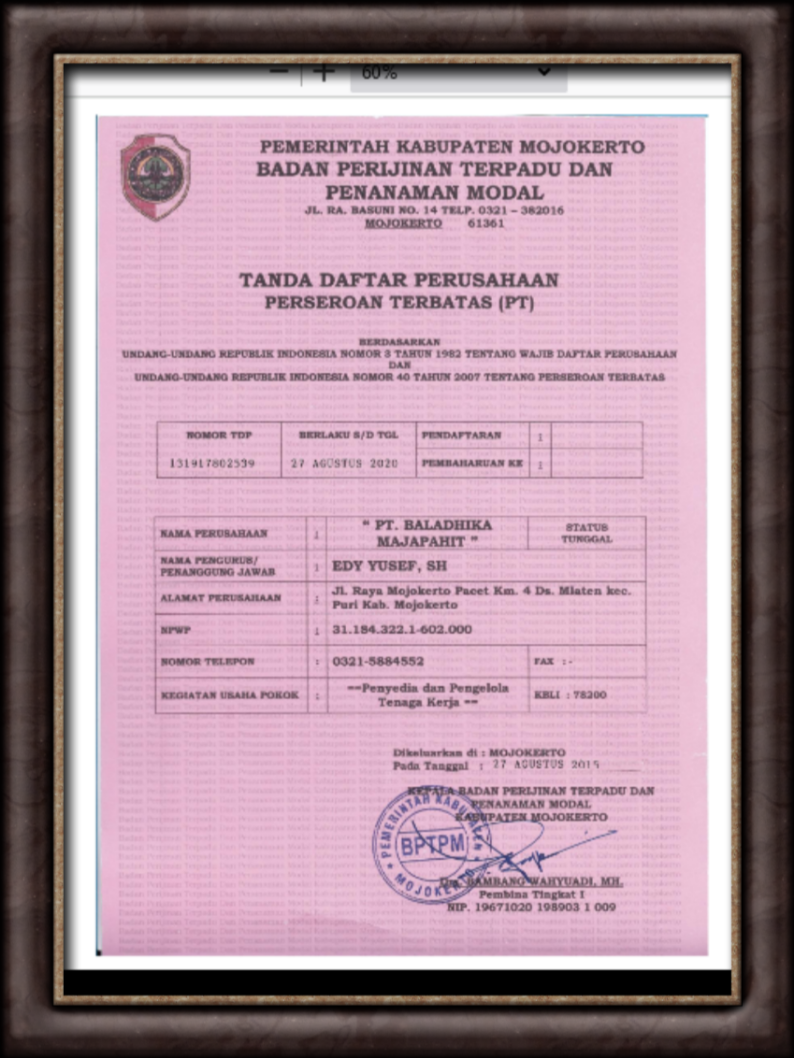 60%
PEMERINTAH KABUPATEN MOJOKERTO
BADAN PERIJINAN TERPADU DAN
PENANAMAN MODAL
JL. RA. BASUNI NO. 14 TELP. 0321 – 382016
MOJOKERTO 61361
TANDA DAFTAR PERUSAHAAN
PERSEROAN TERBATAS (PT)
BERDASARKAN
UNDANG-UNDANG REPUBLIK INDONESIA NOMOR 3 TAHUN 1982 TENTANG WAJIB DAFTAR PERUSAHAAN
DAN
UNDANG-UNDANG REPUBLIK INDONESIA NOMOR 40 TAHUN 2007 TENTANG PERSEROAN TERBATAS
NOMOR TDP BERLAKU S/D TGL PENDAFTARAN :
131917802539 27 AGUSTUS 2020 PEMBAHARUAN KE :
NAMA PERUSAHAAN : " PT. BALADHIKA MAJAPAHIT " STATUS TUNGGAL
NAMA PENGURUS/ PENANGGUNG JAWAB : EDY YUSEF, SH
ALAMAT PERUSAHAAN : Jl. Raya Mojokerto Pacet Km. 4 Ds. Mlaten kec.
Puri Kab. Mojokerto
NPWP : 31.184.322.1-602.000
NOMOR TELEPON : 0321-5884552 FAX : -
KEGIATAN USAHA POKOK : ==Penyedia dan Pengelola
Tenaga Kerja == KBLI : 78200
Dikeluarkan di : MOJOKERTO
Pada Tanggal : 27 AGUSTUS 2015
KEPALA BADAN PERIJINAN TERPADU DAN
PENANAMAN MODAL
KABUPATEN MOJOKERTO
PEMERINTAH KABUPATEN
BPTPM
MOJOKERTO
Drs. BAMBANG WAHYUADI, MH.
Pembina Tingkat I
NIP. 19671020 198903 1 009